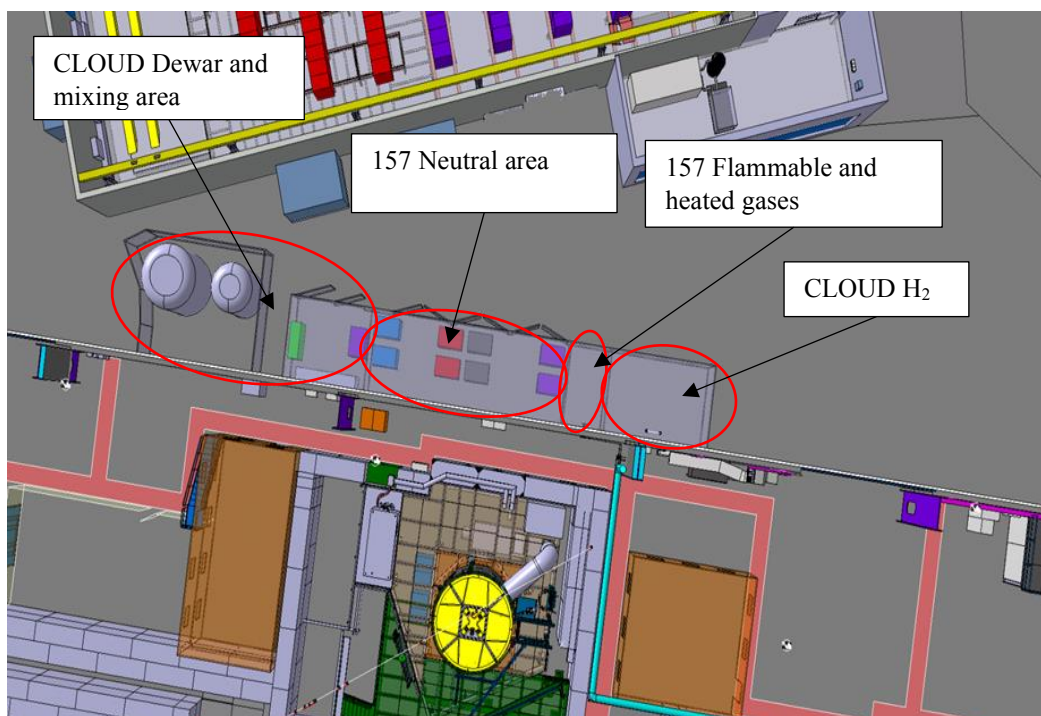 CLOUD Dewar and
mixing area
157 Neutral area
157 Flammable and
heated gases
CLOUD H₂